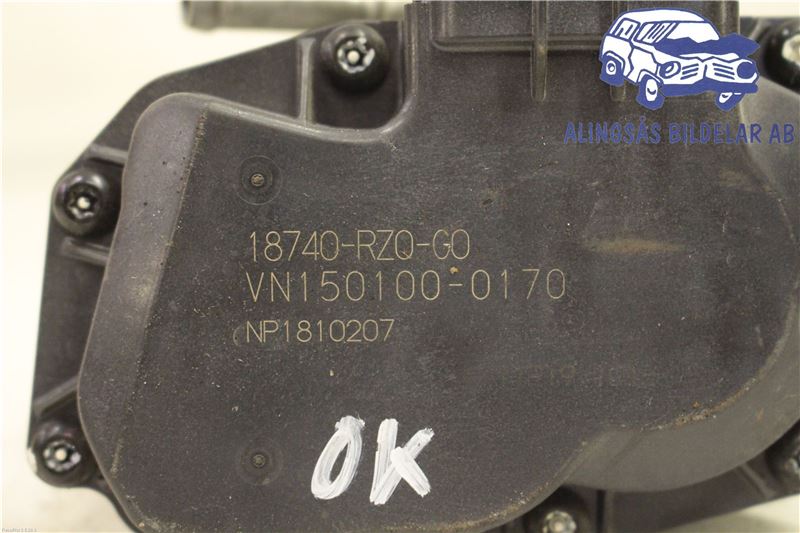 ALINGSÅS BILDELAR AB
18740-RZQ-G0
VN150100-0170
NP1810207
OK